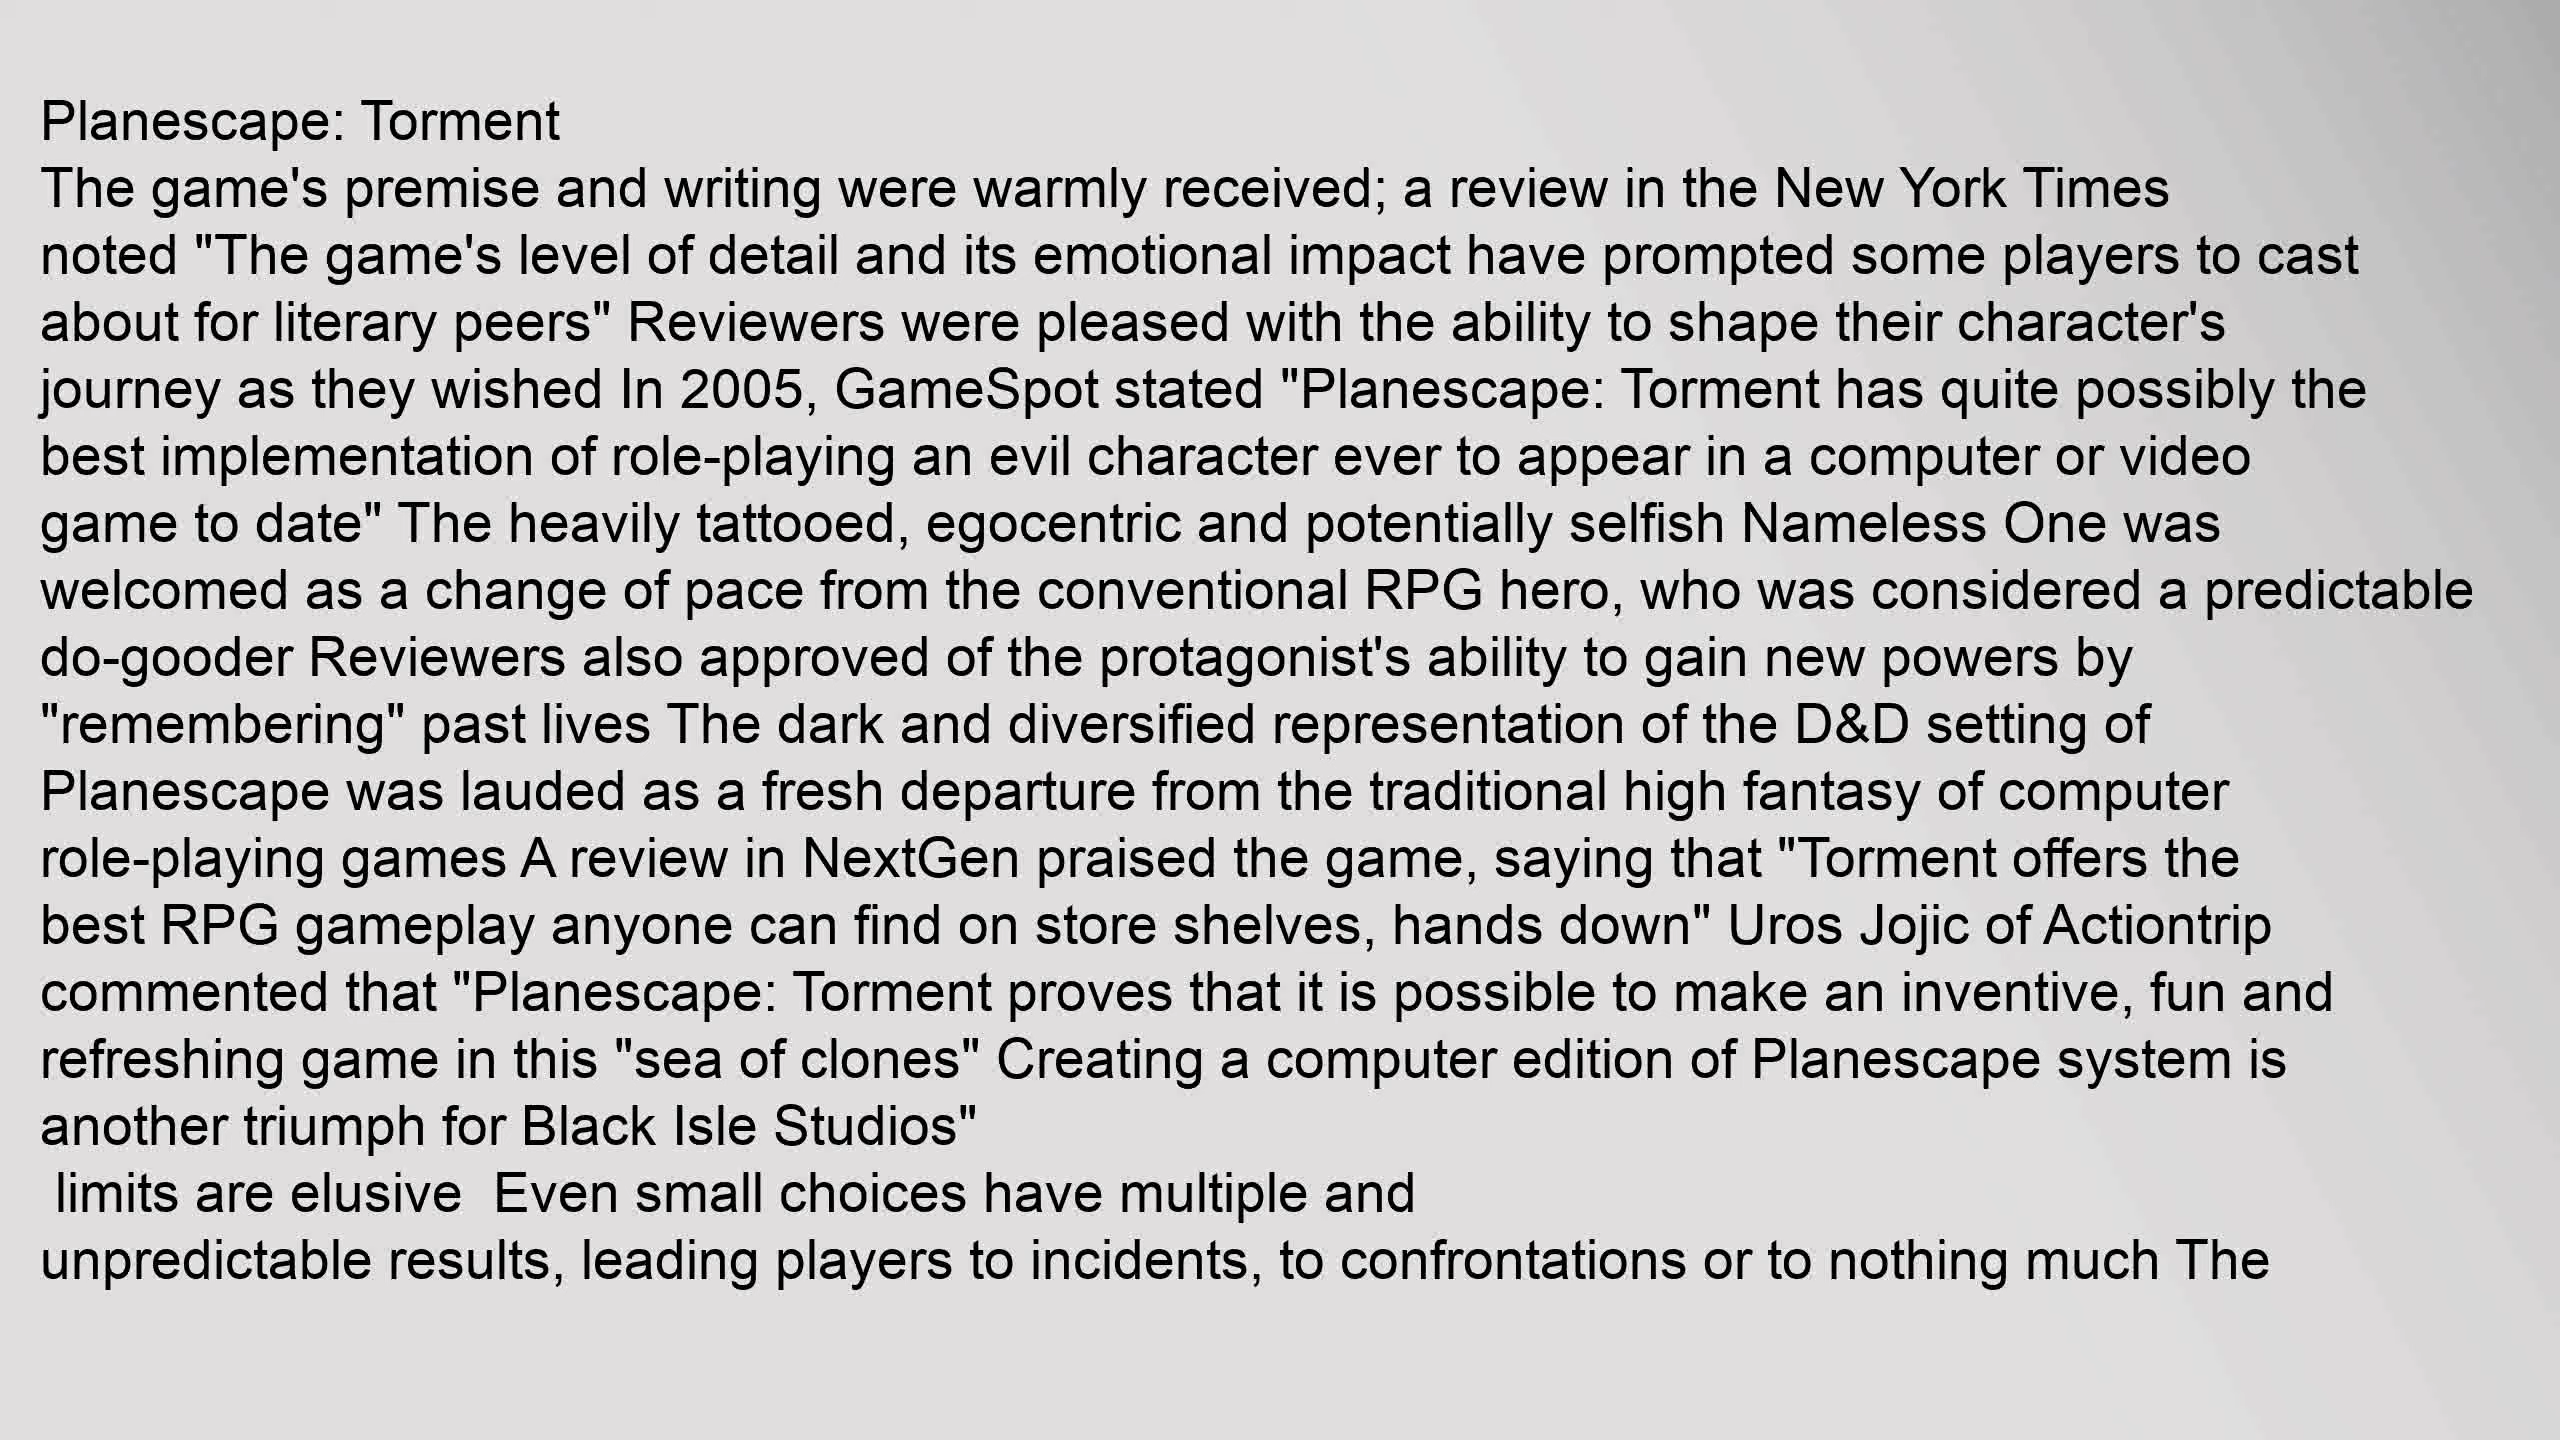 Planescape: Torment
The game's premise and writing were warmly received; a review in the New York Times
noted "The game's level of detail and its emotional impact have prompted some players to cast
about for literary peers" Reviewers were pleased with the ability to shape their character's
journey as they wished In 2005, GameSpot stated "Planescape: Torment has quite possibly the
best implementation of role-playing an evil character ever to appear in a computer or video
game to date" The heavily tattooed, egocentric and potentially selfish Nameless One was
welcomed as a change of pace from the conventional RPG hero, who was considered a predictable
do-gooder Reviewers also approved of the protagonist's ability to gain new powers by
"remembering" past lives The dark and diversified representation of the D&D setting of
Planescape was lauded as a fresh departure from the traditional high fantasy of computer
role-playing games A review in NextGen praised the game, saying that "Torment offers the
best RPG gameplay anyone can find on store shelves, hands down" Uros Jojic of Actiontrip
commented that "Planescape: Torment proves that it is possible to make an inventive, fun and
refreshing game in this "sea of clones" Creating a computer edition of Planescape system is
another triumph for Black Isle Studios"
limits are elusive  Even small choices have multiple and
unpredictable results, leading players to incidents, to confrontations or to nothing much The